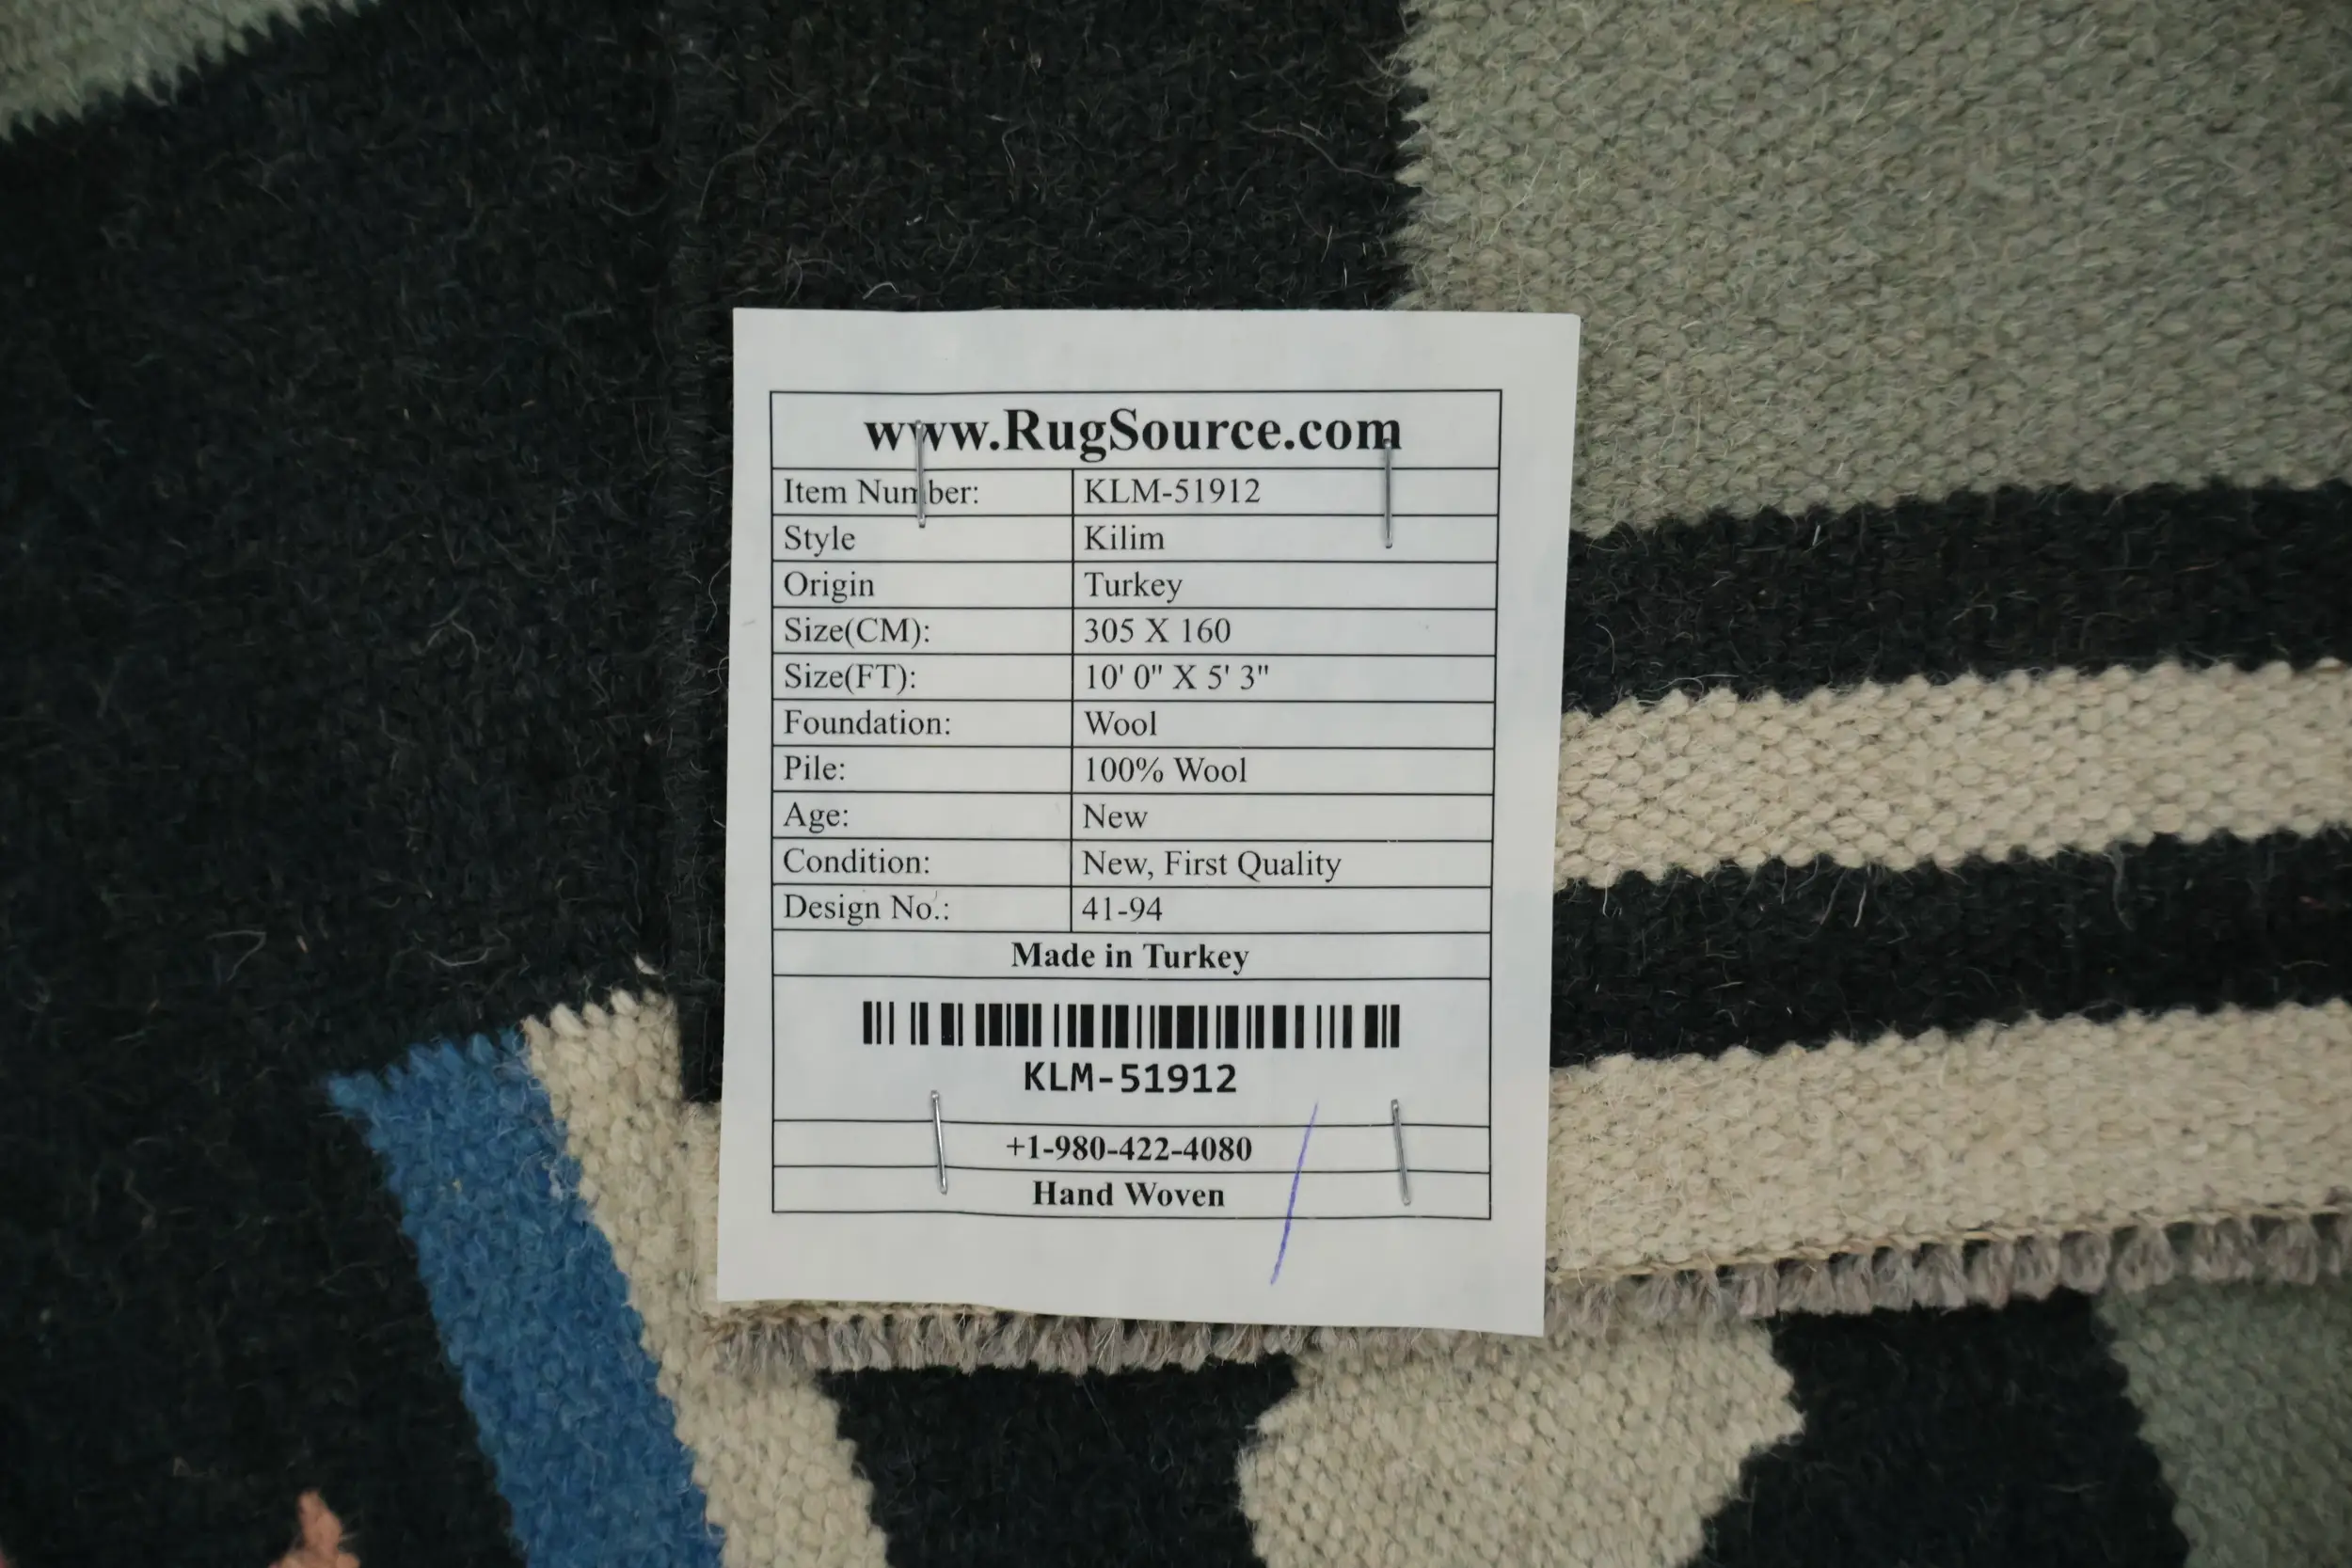 www.RugSource.com
Item Number: KLM-51912
Style Kilim
Origin Turkey
Size(CM): 305 X 160
Size(FT): 10' 0" X 5' 3"
Foundation: Wool
Pile: 100% Wool
Age: New
Condition: New, First Quality
Design No.: 41-94
Made in Turkey
KLM-51912
+1-980-422-4080
Hand Woven